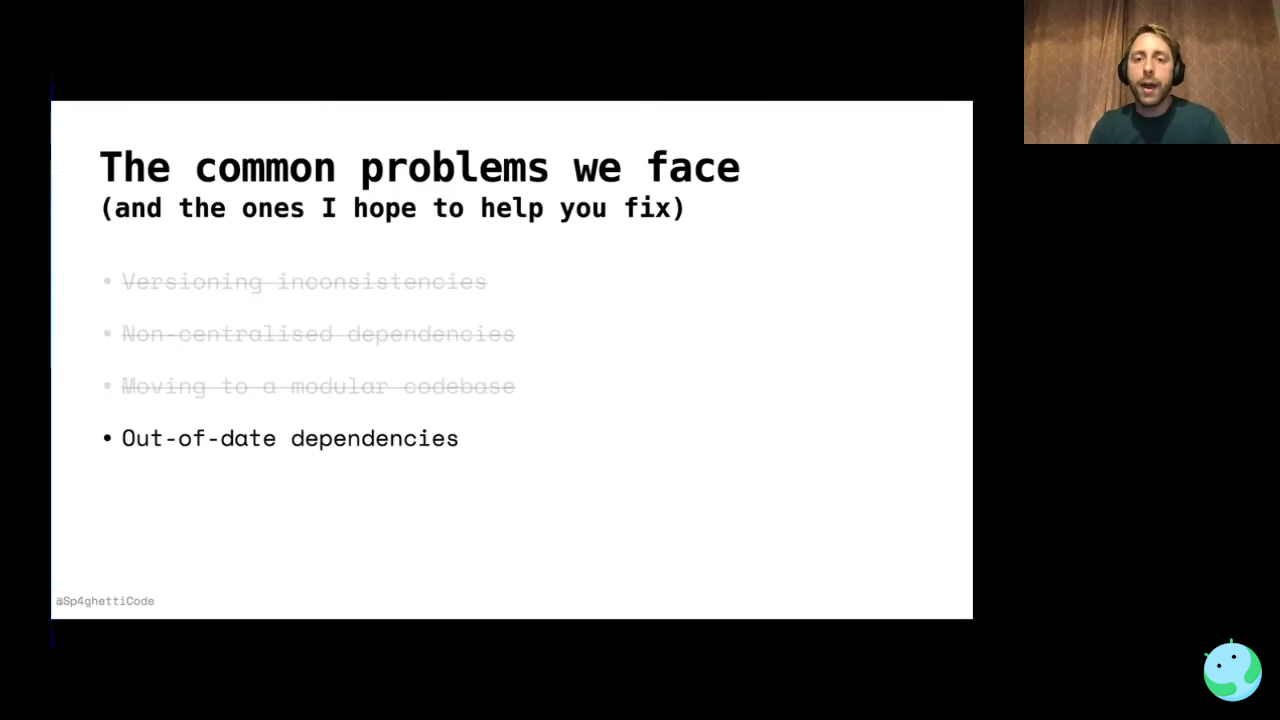 The common problems we face
(and the ones I hope to help you fix)
• Versioning inconsistencies
• Non-centralised dependencies
• Moving to a modular codebase
• Out-of-date dependencies
@Sp4ghettiCode